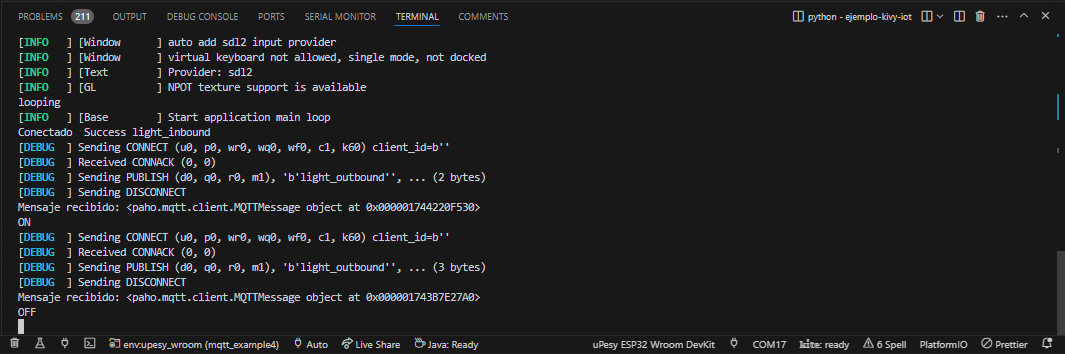 PROBLEMS 211 OUTPUT DEBUG CONSOLE PORTS SERIAL MONITOR TERMINAL COMMENTS python - ejemplo-kivy-iot
[INFO   ] [Window      ] auto add sdl2 input provider
[INFO   ] [Window      ] virtual keyboard not allowed, single mode, not docked
[INFO   ] [Text        ] Provider: sdl2
[INFO   ] [GL          ] NPOT texture support is available
looping
[INFO   ] [Base        ] Start application main loop
Conectado  Success light_inbound
[DEBUG  ] Sending CONNECT (u0, p0, wr0, wq0, wf0, c1, k60) client_id=b''
[DEBUG  ] Received CONNACK (0, 0)
[DEBUG  ] Sending PUBLISH (d0, q0, r0, m1), 'b'light_outbound'', ... (2 bytes)
[DEBUG  ] Sending DISCONNECT
Mensaje recibido: <paho.mqtt.client.MQTTMessage object at 0x000001744220F530>
ON
[DEBUG  ] Sending CONNECT (u0, p0, wr0, wq0, wf0, c1, k60) client_id=b''
[DEBUG  ] Received CONNACK (0, 0)
[DEBUG  ] Sending PUBLISH (d0, q0, r0, m1), 'b'light_outbound'', ... (3 bytes)
[DEBUG  ] Sending DISCONNECT
Mensaje recibido: <paho.mqtt.client.MQTTMessage object at 0x000001743B7E27A0>
OFF
env:upesy_wroom (mqtt_example4) Auto Live Share Java: Ready uPesy ESP32 Wroom DevKit COM17 kite: ready 6 Spell PlatformIO Prettier